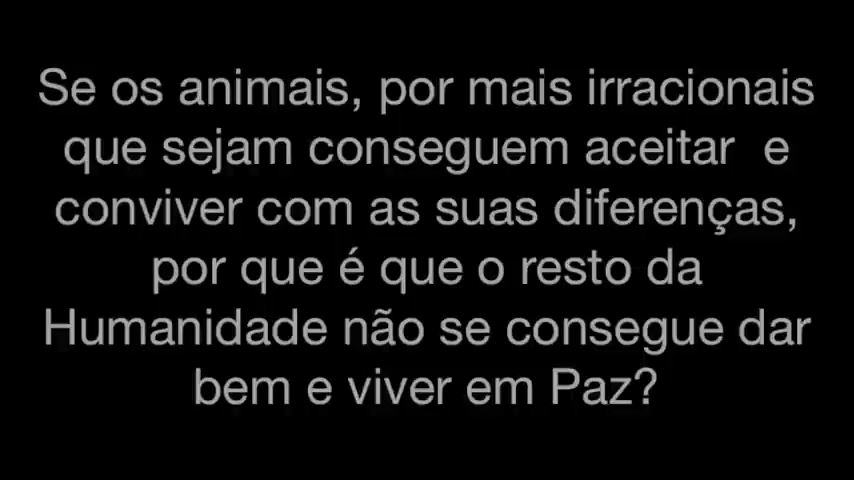 Se os animais, por mais irracionais
que sejam conseguem aceitar  e
conviver com as suas diferenças,
por que é que o resto da
Humanidade não se consegue dar
bem e viver em Paz?